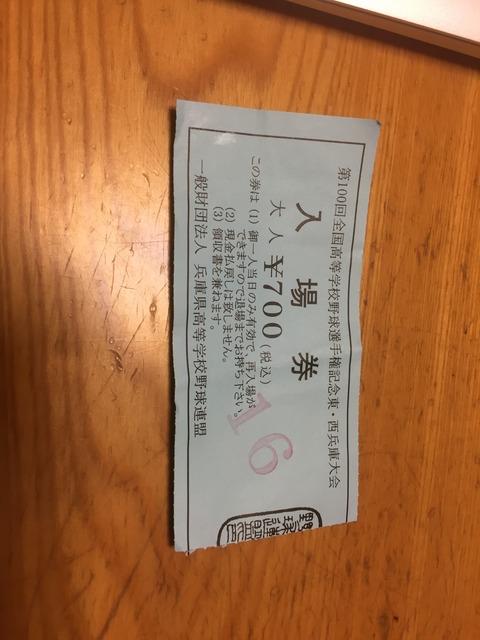 第100回全国高等学校野球選手権記念東・西兵庫大会
入場券
大人 ¥700(税込)
この券は (1) 御一人当日のみ有効で、再入場が
できますので退場までお持ち下さい。
(2) 現金払戻しは致しません。
(3) 領収書を兼ねます。
一般財団法人 兵庫県高等学校野球連盟
16